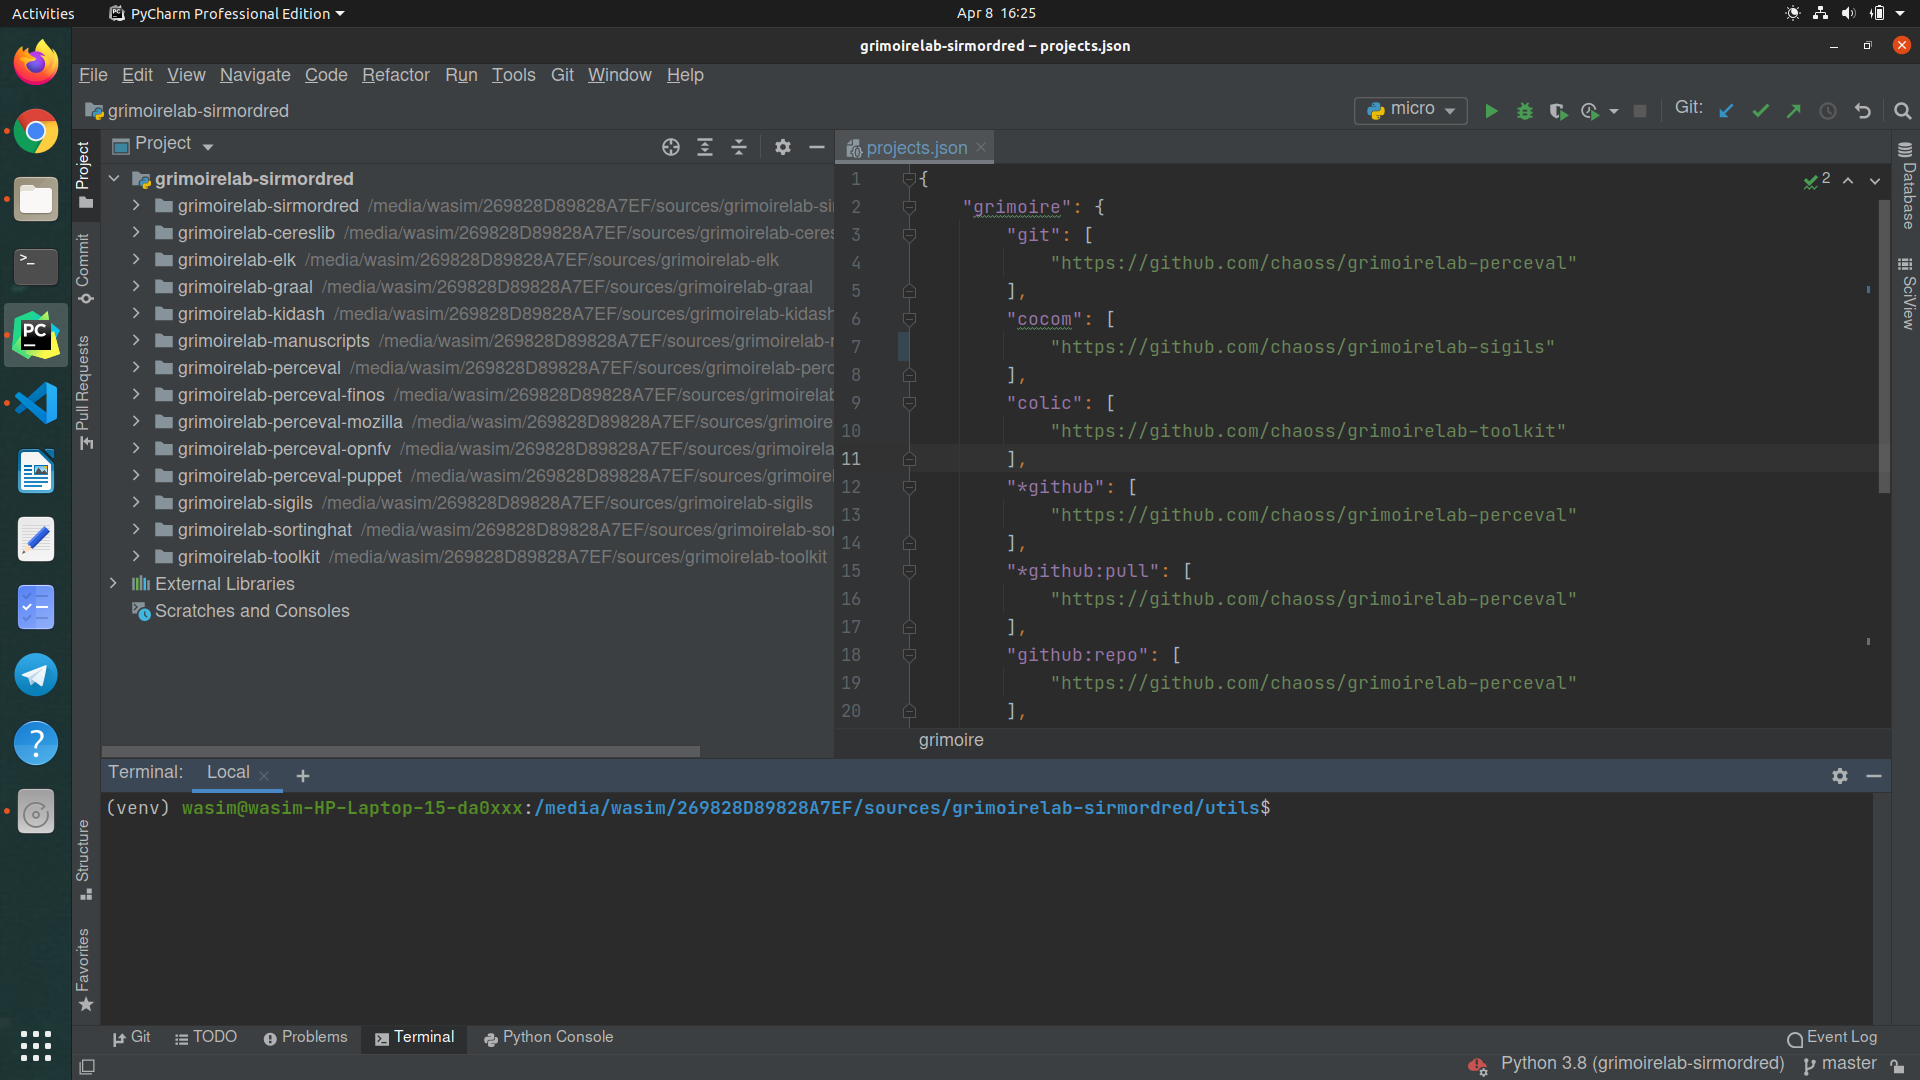 Activities
PyCharm Professional Edition
Apr 8 16:25
grimoirelab-sirmordred – projects.json
File Edit View Navigate Code Refactor Run Tools Git Window Help
grimoirelab-sirmordred
micro
Git:
Project
projects.json
Project
Commit
Pull Requests
Structure
Favorites
grimoirelab-sirmordred
grimoirelab-sirmordred /media/wasim/269828D89828A7EF/sources/grimoirelab-si
grimoirelab-cereslib /media/wasim/269828D89828A7EF/sources/grimoirelab-ceres
grimoirelab-elk /media/wasim/269828D89828A7EF/sources/grimoirelab-elk
grimoirelab-graal /media/wasim/269828D89828A7EF/sources/grimoirelab-graal
grimoirelab-kidash /media/wasim/269828D89828A7EF/sources/grimoirelab-kidash
grimoirelab-manuscripts /media/wasim/269828D89828A7EF/sources/grimoirelab-
grimoirelab-perceval /media/wasim/269828D89828A7EF/sources/grimoirelab-perc
grimoirelab-perceval-finos /media/wasim/269828D89828A7EF/sources/grimoirelab
grimoirelab-perceval-mozilla /media/wasim/269828D89828A7EF/sources/grimoire
grimoirelab-perceval-opnfv /media/wasim/269828D89828A7EF/sources/grimoirela
grimoirelab-perceval-puppet /media/wasim/269828D89828A7EF/sources/grimoirel
grimoirelab-sigils /media/wasim/269828D89828A7EF/sources/grimoirelab-sigils
grimoirelab-sortinghat /media/wasim/269828D89828A7EF/sources/grimoirelab-sor
grimoirelab-toolkit /media/wasim/269828D89828A7EF/sources/grimoirelab-toolkit
External Libraries
Scratches and Consoles
1 {
2 "grimoire": {
3 "git": [
4 "https://github.com/chaoss/grimoirelab-perceval"
5 ],
6 "cocom": [
7 "https://github.com/chaoss/grimoirelab-sigils"
8 ],
9 "colic": [
10 "https://github.com/chaoss/grimoirelab-toolkit"
11 ],
12 "*github": [
13 "https://github.com/chaoss/grimoirelab-perceval"
14 ],
15 "*github:pull": [
16 "https://github.com/chaoss/grimoirelab-perceval"
17 ],
18 "github:repo": [
19 "https://github.com/chaoss/grimoirelab-perceval"
20 ],
2
grimoire
Database
SciView
Terminal: Local
(venv) wasim@wasim-HP-Laptop-15-da0xxx:/media/wasim/269828D89828A7EF/sources/grimoirelab-sirmordred/utils$
Git TODO Problems Terminal Python Console
Event Log
Python 3.8 (grimoirelab-sirmordred) master